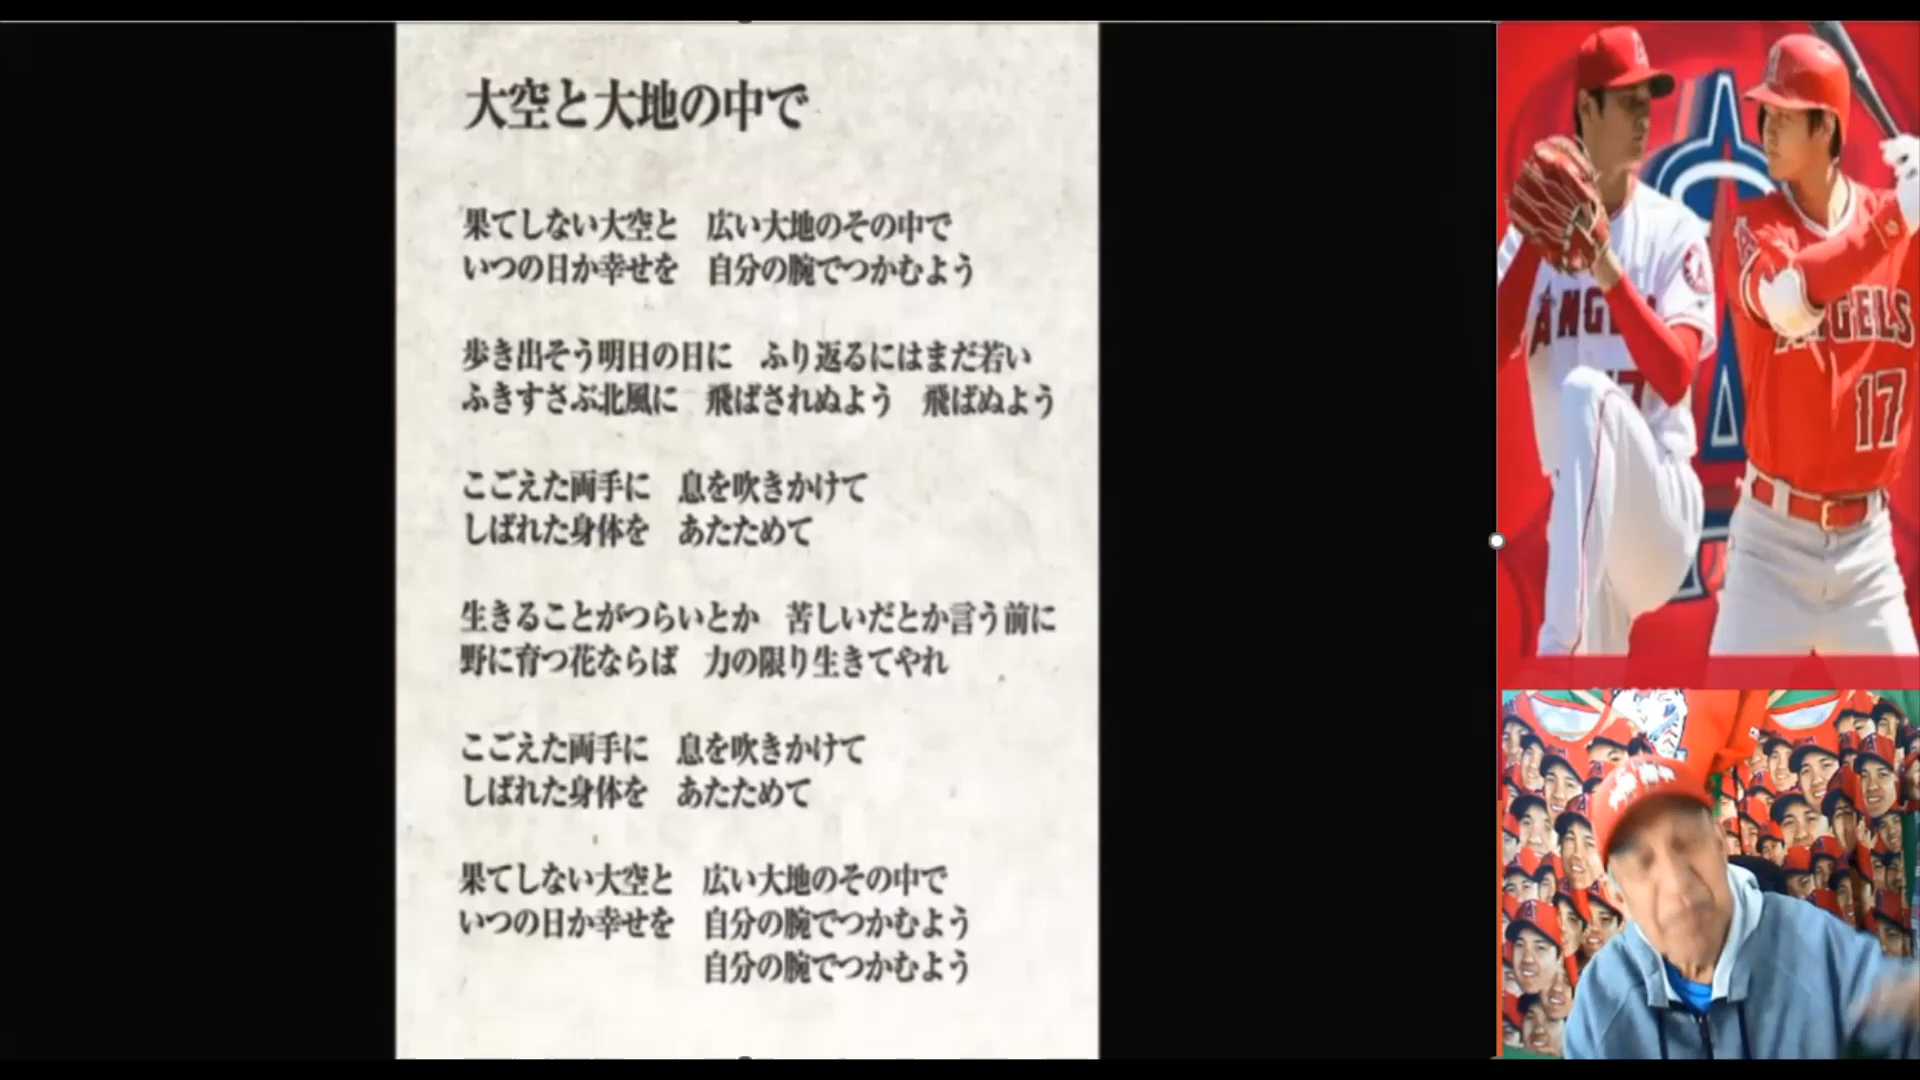 大空と大地の中で
果てしない大空と　広い大地のその中で
いつの日か幸せを　自分の腕でつかむよう
歩き出そう明日の日に　ふり返るにはまだ若い
ふきすさぶ北風に　飛ばされぬよう　飛ばぬよう
こごえた両手に　息を吹きかけて
しばれた身体を　あたためて
生きることがつらいとか　苦しいだとか言う前に
野に育つ花ならば　力の限り生きてやれ
こごえた両手に　息を吹きかけて
しばれた身体を　あたためて
果てしない大空と　広い大地のその中で
いつの日か幸せを　自分の腕でつかむよう
自分の腕でつかむよう
ANGELS
17